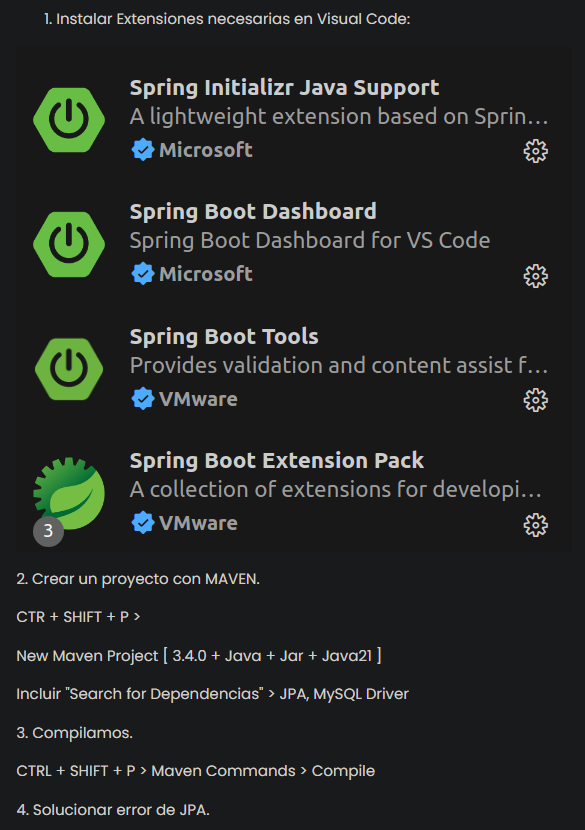 1. Instalar Extensiones necesarias en Visual Code:
Spring Initializr Java Support
A lightweight extension based on Sprin...
Microsoft
Spring Boot Dashboard
Spring Boot Dashboard for VS Code
Microsoft
Spring Boot Tools
Provides validation and content assist f...
VMware
Spring Boot Extension Pack
A collection of extensions for developi...
3
VMware
2. Crear un proyecto con MAVEN.
CTR + SHIFT + P >
New Maven Project [ 3.4.0 + Java + Jar + Java21 ]
Incluir "Search for Dependencias" > JPA, MySQL Driver
3. Compilamos.
CTRL + SHIFT + P > Maven Commands > Compile
4. Solucionar error de JPA.